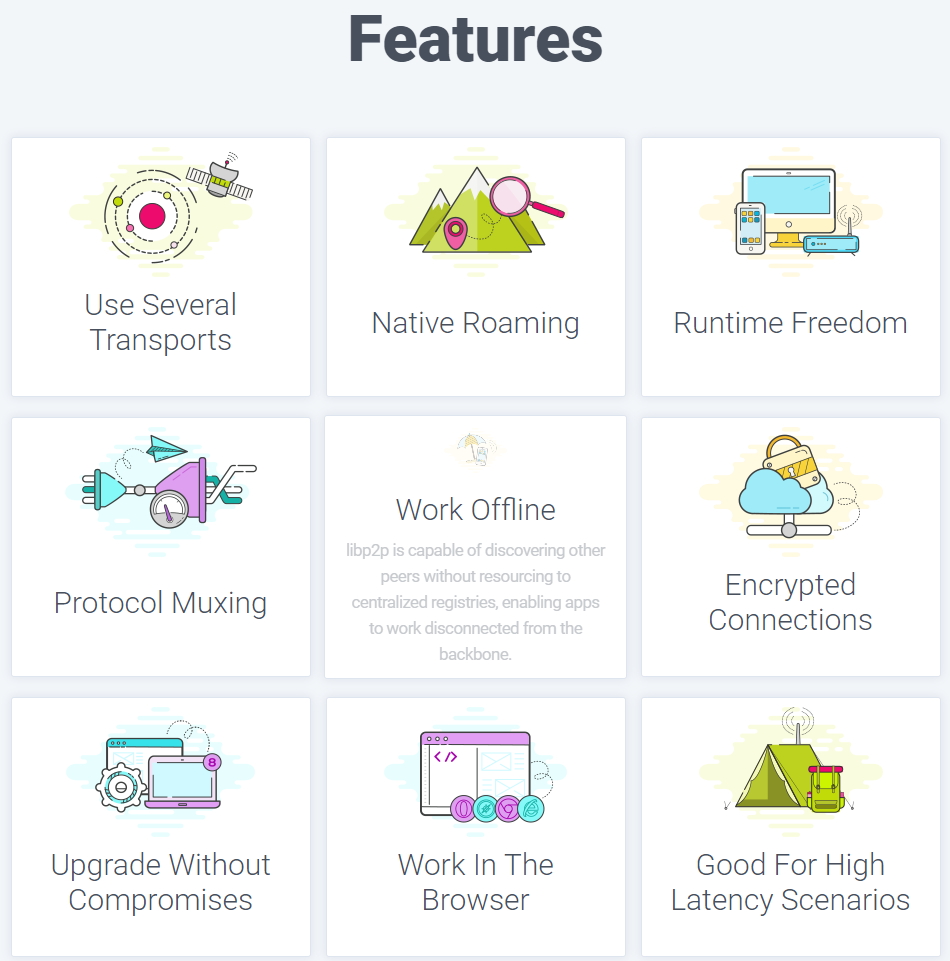 Features
Use Several
Transports
Native Roaming
Runtime Freedom
Protocol Muxing
Work Offline
libp2p is capable of discovering other
peers without resourcing to
centralized registries, enabling apps
to work disconnected from the
backbone.
Encrypted
Connections
8
Upgrade Without
Compromises
</>
Work In The
Browser
Good For High
Latency Scenarios